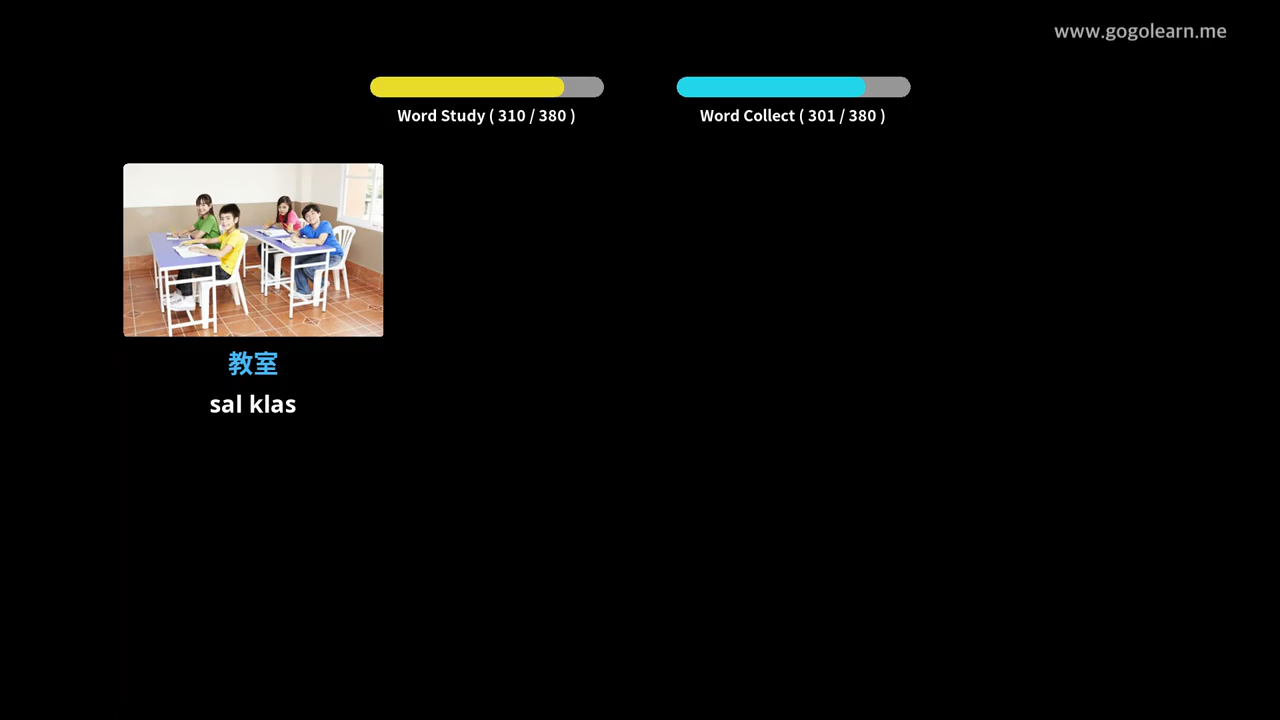 www.gogolearn.me
Word Study ( 310 / 380 )
Word Collect ( 301 / 380 )
教室
sal klas